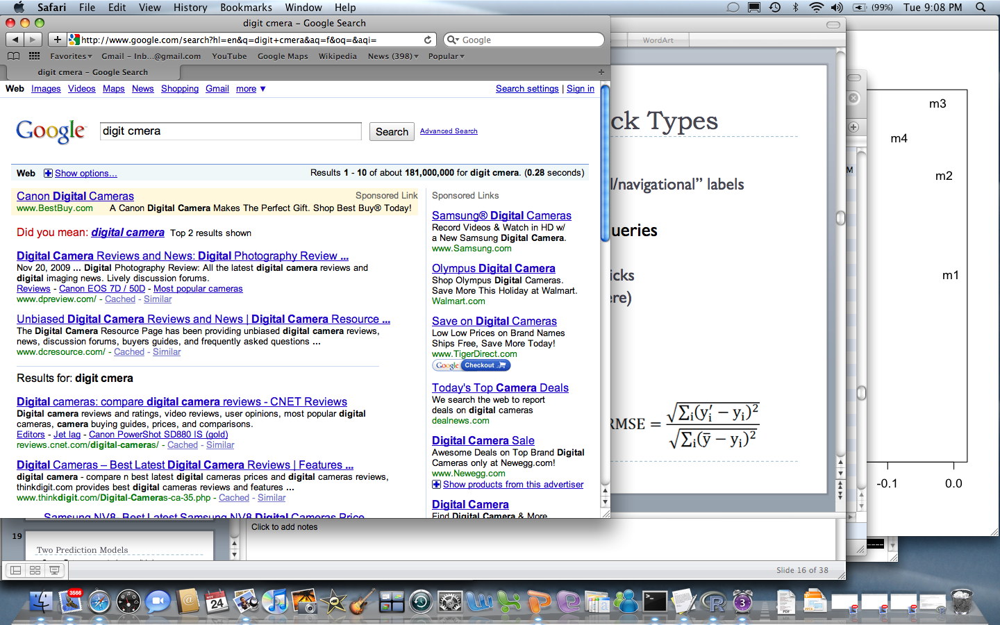 Safari File Edit View History Bookmarks Window Help
(99%) Tue 9:08 PM
digit cmera – Google Search
http://www.google.com/search?hl=en&q=digit+cmera&aq=f&oq=&aqi=
Google
Favorites Gmail – Inb...@gmail.com YouTube Google Maps Wikipedia News (398) Popular
digit cmera – Google Search
Web Images Videos Maps News Shopping Gmail more ▼
Search settings | Sign in
Google
digit cmera
Search
Advanced Search
Web Show options...
Results 1 - 10 of about 181,000,000 for digit cmera. (0.28 seconds)
Canon Digital Cameras
Sponsored Link
www.BestBuy.com A Canon Digital Camera Makes The Perfect Gift. Shop Best Buy® Today!
Did you mean: digital camera Top 2 results shown
Digital Camera Reviews and News: Digital Photography Review ...
Nov 20, 2009 ... Digital Photography Review: All the latest digital camera reviews and
digital imaging news. Lively discussion forums.
Reviews - Canon EOS 7D / 50D - Most popular cameras
www.dpreview.com/ - Cached - Similar
Unbiased Digital Camera Reviews and News | Digital Camera Resource ...
The Digital Camera Resource Page has been providing unbiased digital camera reviews,
news, discussion forums, buyers guides, and frequently asked questions ...
www.dcresource.com/ - Cached - Similar
Results for: digit cmera
Digital cameras: compare digital camera reviews - CNET Reviews
Digital camera reviews and ratings, video reviews, user opinions, most popular digital
cameras, camera buying guides, prices, and comparisons.
Editors - Jet lag - Canon PowerShot SD880 IS (gold)
reviews.cnet.com/digital-cameras/ - Cached - Similar
Digital Cameras – Best Latest Digital Camera Reviews | Features ...
digital camera - compare n best latest digital cameras prices and digital cameras reviews,
thinkdigit.com provides best digital cameras reviews and features ...
www.thinkdigit.com/Digital-Cameras-ca-35.php - Cached - Similar
Samsung NV8- Best Latest Samsung NV8 Digital Cameras Price
Sponsored Links
Samsung® Digital Cameras
Record Videos & Watch in HD w/
a New Samsung Digital Camera.
www.Samsung.com
Olympus Digital Camera
Shop Olympus Digital Cameras.
Save More This Holiday at Walmart.
Walmart.com
Save on Digital Cameras
Low Low Prices on Brand Names
Ships Free, Save More Today!
www.TigerDirect.com
Google Checkout
Today's Top Camera Deals
We search the web to report
deals on digital cameras
dealnews.com
Digital Camera Sale
Awesome Deals on Top Brand Digital
Cameras only at Newegg.com!
www.Newegg.com
Show products from this advertiser
Digital Camera
Find Digital Camera & More
WordArt
ck Types
l/navigational” labels
ueries
icks
ere)
RMSE = √Σi(y′i − yi)² / √Σi(ȳ − yi)²
M
m3
m4
m2
m1
-0.1 0.0
19
Two Prediction Models
Click to add notes
Slide 16 of 38
3566
NOV
24
3
PDF